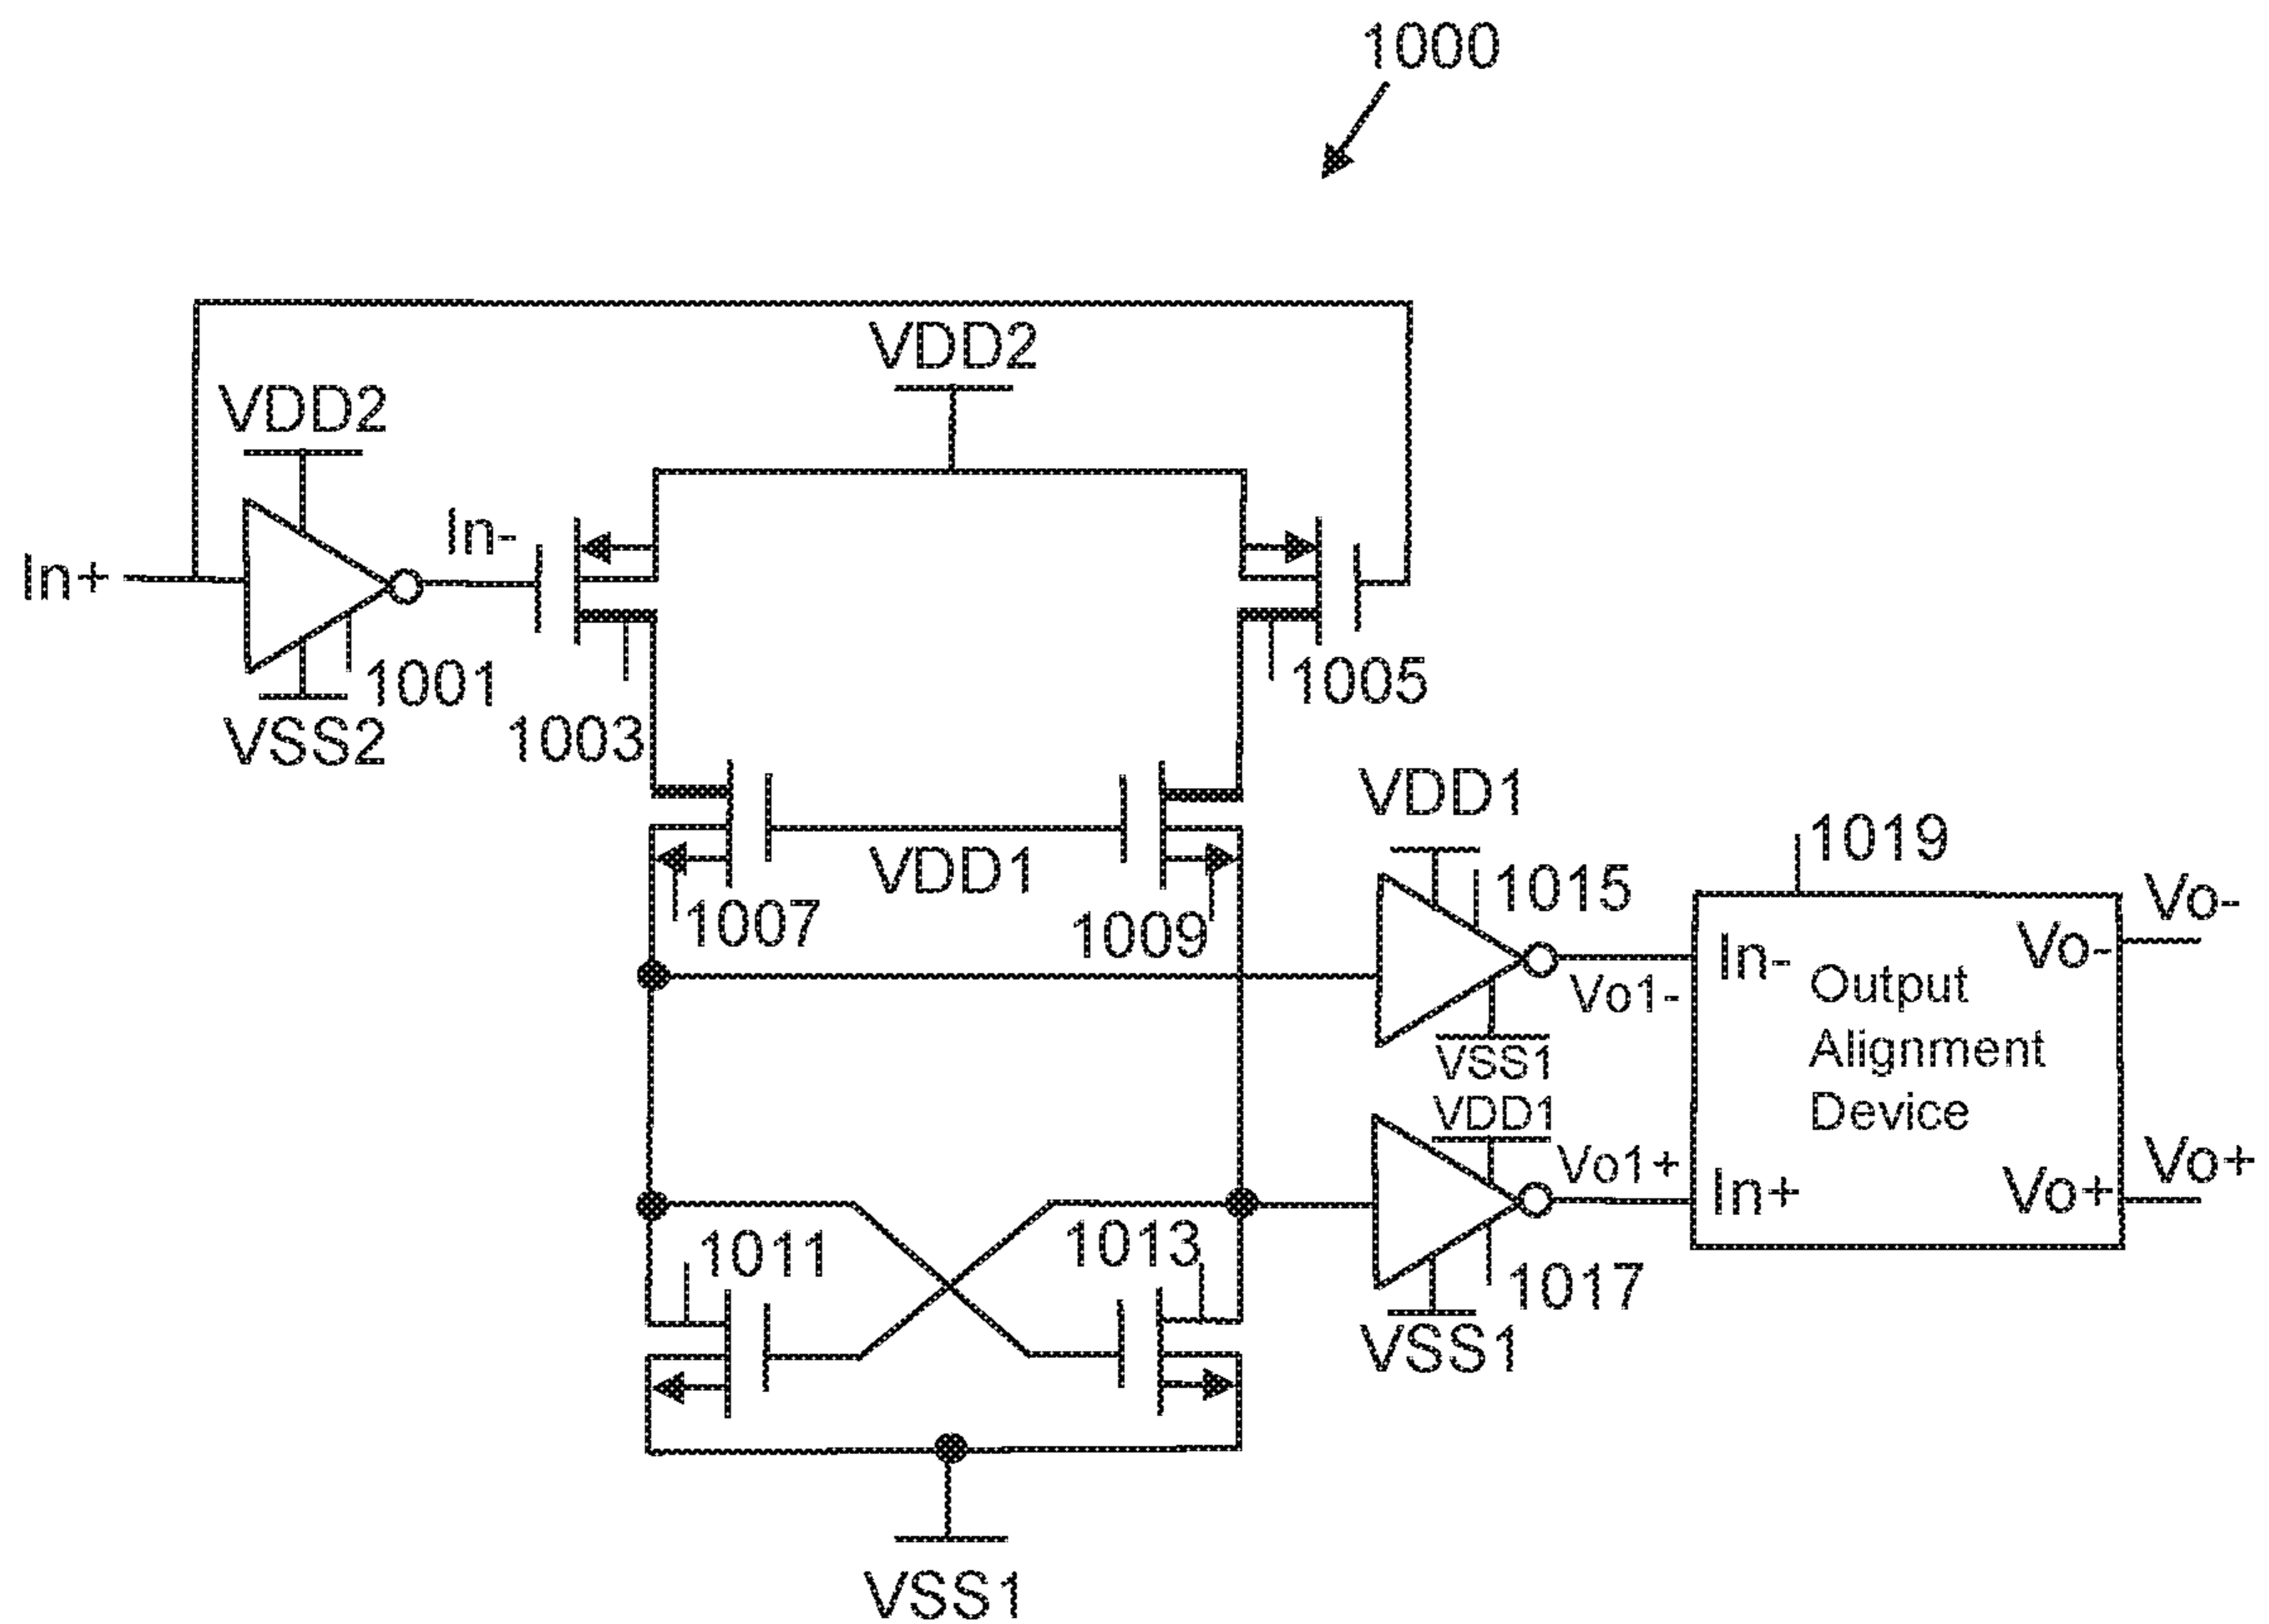 1000
VDD2
VDD2
In-
In+
1001
1005
VSS2
1003
VDD1
1019
VDD1
1015
Vo-
1007
1009
In-
Vo-
Vo1-
Output
Alignment
Device
VSS1
VDD1
Vo1+
Vo+
In+
Vo+
1011
1013
1017
VSS1
VSS1